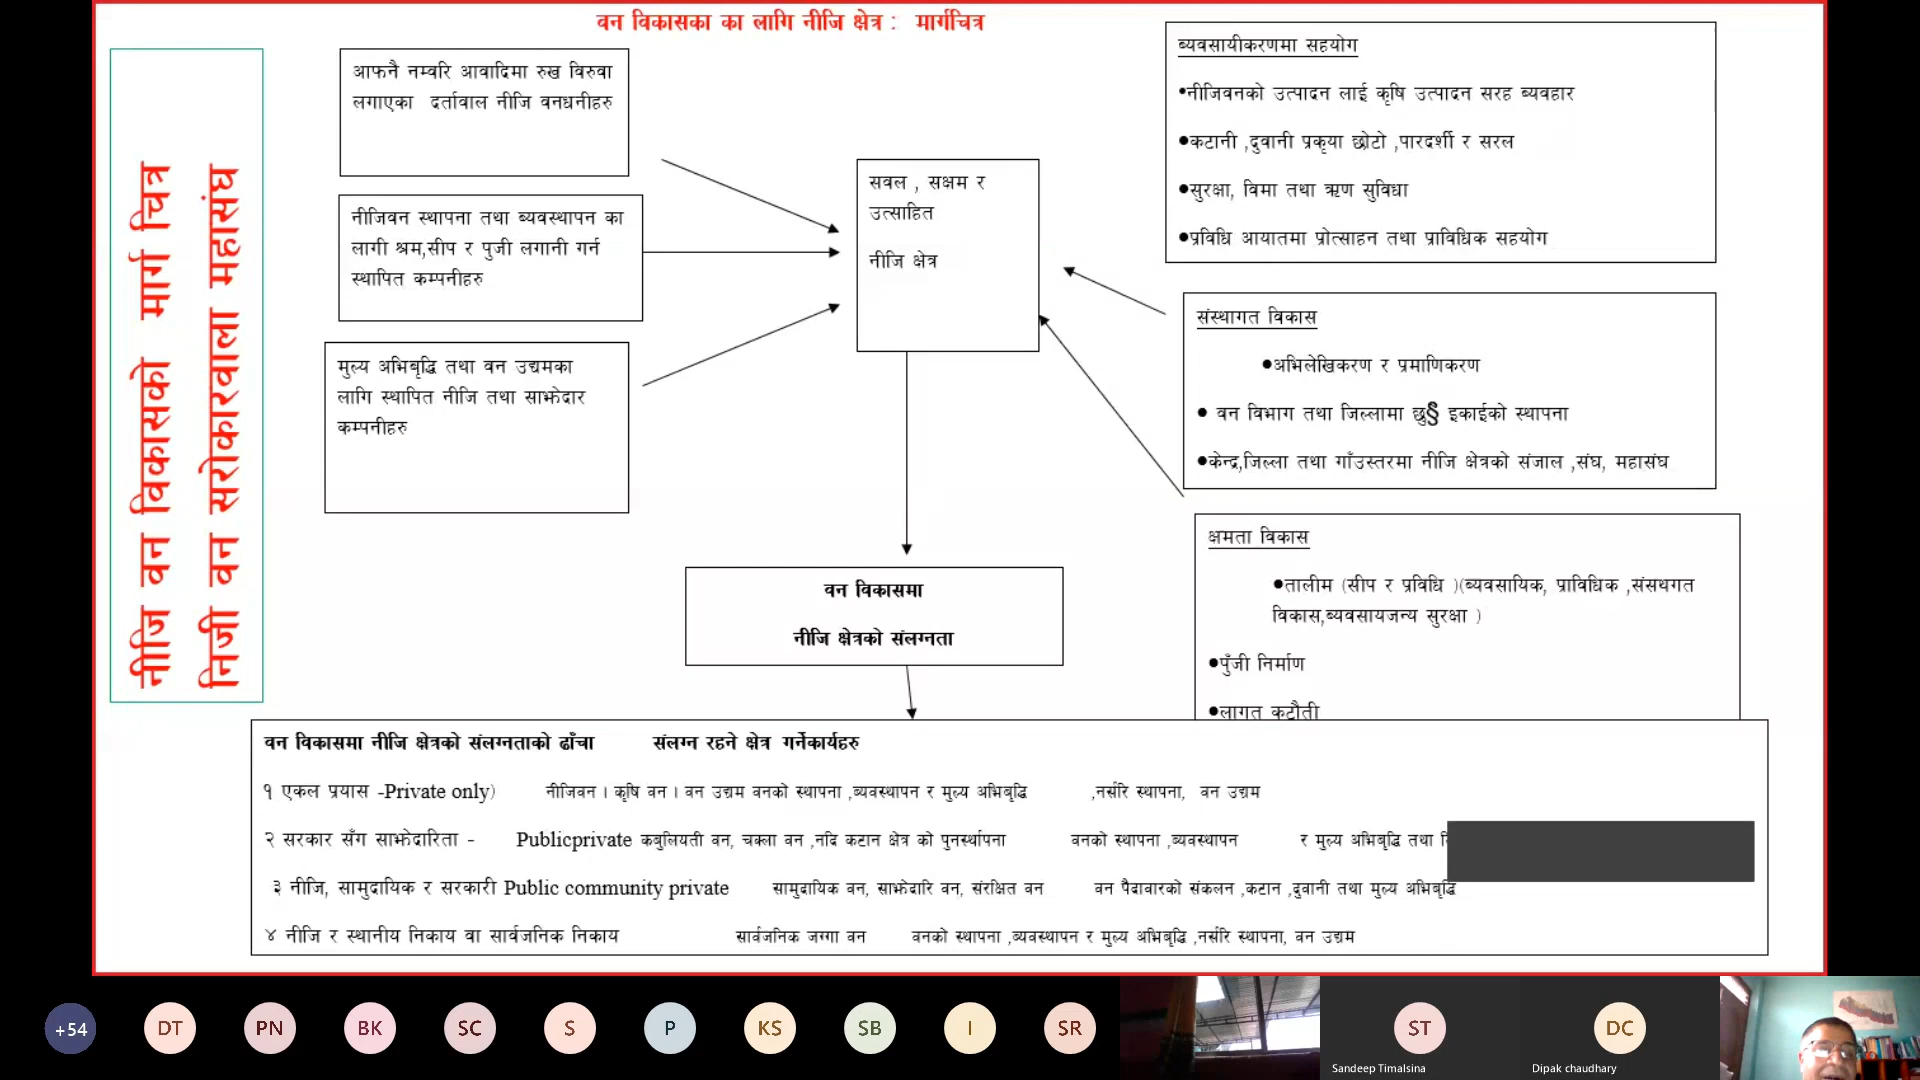 वन विकासका का लागि नीजि क्षेत्र : मार्गचित्र
नीजि वन विकासको मार्ग चित्र
निजी वन सरोकारवाला महासंघ
आफनै नम्वरि आवादिमा रुख विरुवा
लगाएका दर्तावाल नीजि वनधनीहरु
नीजिवन स्थापना तथा ब्यवस्थापन का
लागी श्रम,सीप र पुजी लगानी गर्न
स्थापित कम्पनीहरु
मुल्य अभिबृद्धि तथा वन उद्यमका
लागि स्थापित नीजि तथा साझेदार
कम्पनीहरु
सवल , सक्षम र
उत्साहित
नीजि क्षेत्र
ब्यवसायीकरणमा सहयोग
•नीजिवनको उत्पादन लाई कृषि उत्पादन सरह ब्यवहार
●कटानी ,दुवानी प्रकृया छोटो ,पारदर्शी र सरल
●सुरक्षा, विमा तथा ऋण सुविधा
●प्रविधि आयातमा प्रोत्साहन तथा प्राविधिक सहयोग
संस्थागत विकास
●अभिलेखिकरण र प्रमाणिकरण
● वन विभाग तथा जिल्लामा छु§ इकाईको स्थापना
●केन्द्र,जिल्ला तथा गाँउस्तरमा नीजि क्षेत्रको संजाल ,संघ, महासंघ
क्षमता विकास
●तालीम (सीप र प्रविधि )(ब्यवसायिक, प्राविधिक ,संसथगत
विकास,ब्यवसायजन्य सुरक्षा )
●पुँजी निर्माण
●लागत कटौती
वन विकासमा
नीजि क्षेत्रको संलग्नता
वन विकासमा नीजि क्षेत्रको संलग्नताको ढाँचा संलग्न रहने क्षेत्र गर्नेकार्यहरु
१ एकल प्रयास -Private only) नीजिवन । कृषि वन । वन उद्यम वनको स्थापना ,ब्यवस्थापन र मुल्य अभिबृद्धि ,नर्सरि स्थापना, वन उद्यम
२ सरकार सँग साझेदारिता - Publicprivate कबुलियती वन, चक्ला वन ,नदि कटान क्षेत्र को पुनर्स्थापना वनको स्थापना ,ब्यवस्थापन र मुल्य अभिबृद्धि तथा
३ नीजि, सामुदायिक र सरकारी Public community private सामुदायिक वन, साझेदारि वन, संरक्षित वन वन पैदावारको संकलन ,कटान ,दुवानी तथा मुल्य अभिबृद्धि
४ नीजि र स्थानीय निकाय वा सार्वजनिक निकाय सार्वजनिक जग्गा वन वनको स्थापना ,ब्यवस्थापन र मुल्य अभिबृद्धि ,नर्सरि स्थापना, वन उद्यम
+54 DT PN BK SC S P KS SB I SR ST DC
Sandeep Timalsina Dipak chaudhary